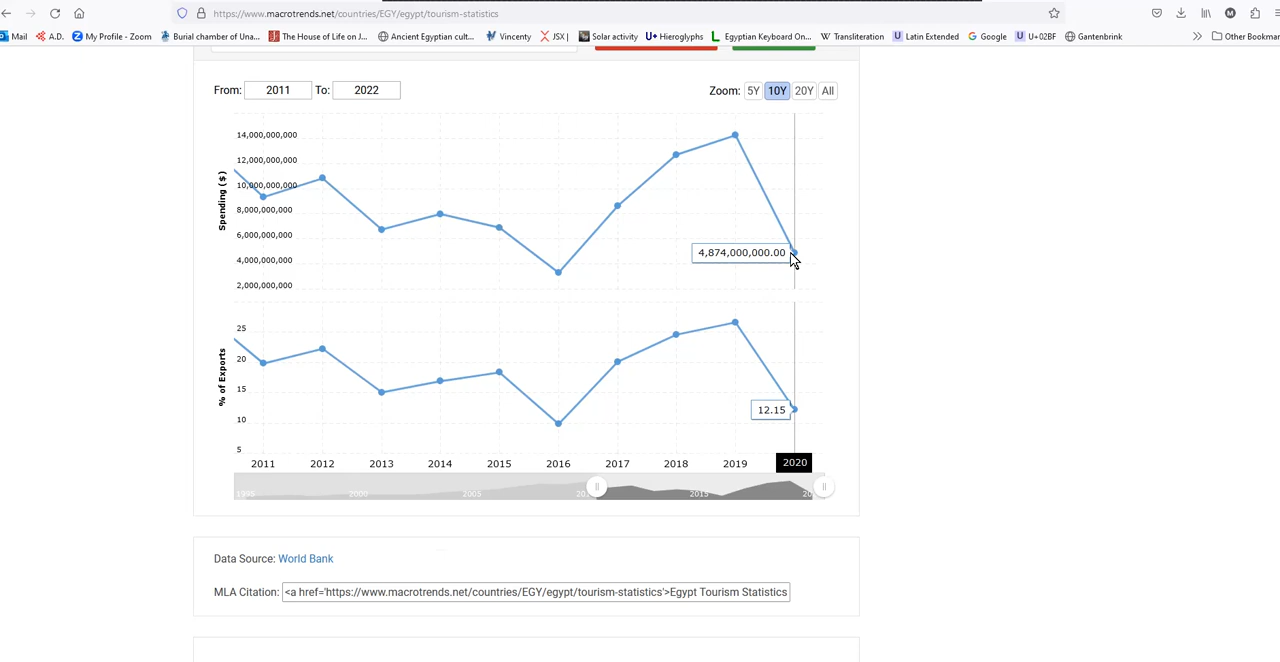 https://www.macrotrends.net/countries/EGY/egypt/tourism-statistics
Mail A.D. My Profile - Zoom Burial chamber of Una... The House of Life on J... Ancient Egyptian cult... Vincenty JSX | Solar activity U+ Hieroglyphs Egyptian Keyboard On... Transliteration Latin Extended Google U+02BF Gantenbrink Other Bookmar
From: 2011 To: 2022 Zoom: 5Y 10Y 20Y All
Spending ($)
14,000,000,000
12,000,000,000
10,000,000,000
8,000,000,000
6,000,000,000
4,000,000,000
2,000,000,000
4,874,000,000.00
% of Exports
25
20
15
10
5
12.15
2011 2012 2013 2014 2015 2016 2017 2018 2019 2020
1995 2000 2005 2015
Data Source: World Bank
MLA Citation: <a href='https://www.macrotrends.net/countries/EGY/egypt/tourism-statistics'>Egypt Tourism Statistics